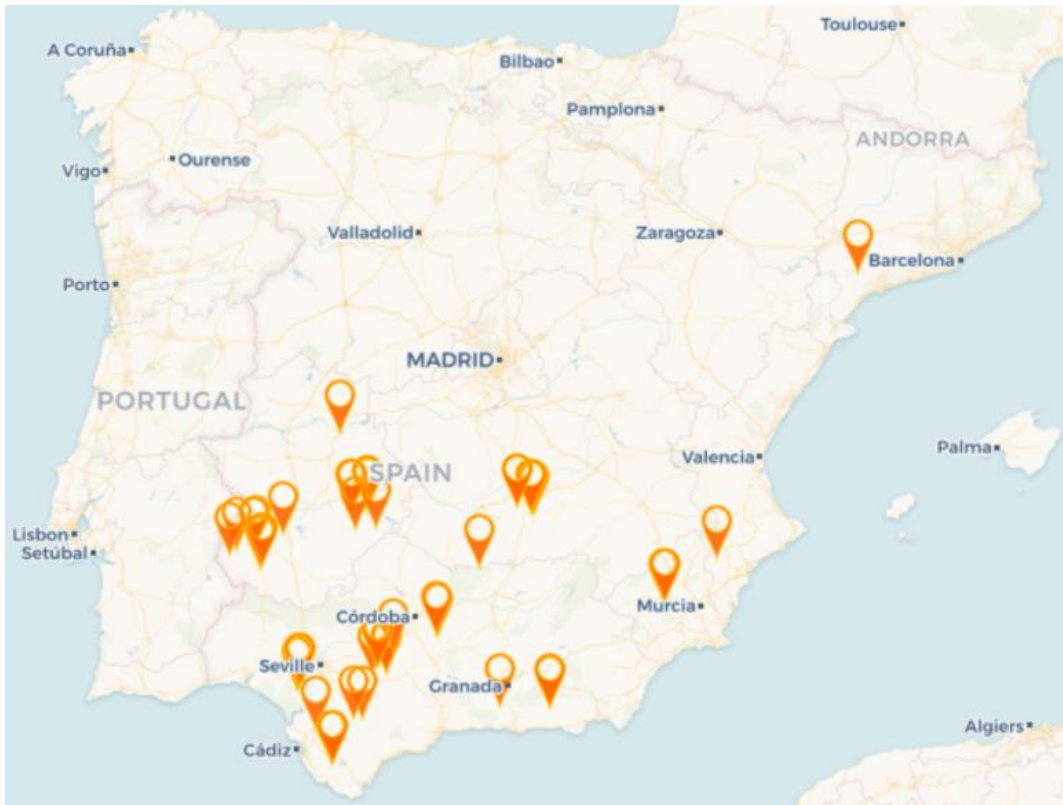 Toulouse
A Coruña
Bilbao
Pamplona
ANDORRA
Ourense
Vigo
Valladolid
Zaragoza
Barcelona
Porto
MADRID
PORTUGAL
Palma
Valencia
SPAIN
Lisbon
Setúbal
Murcia
Córdoba
Seville
Granada
Algiers
Cádiz